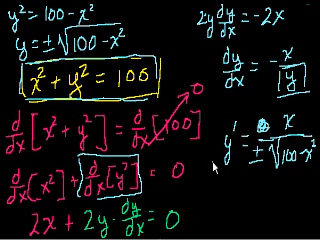 y² = 100 - x²
y = ±√(100 - x²)
x² + y² = 100
d/dx [x² + y²] = d/dx [100] 0
d/dx [x²] + d/dx [y²] = 0
2x + 2y · dy/dx = 0
2y dy/dx = -2x
dy/dx = -x/y
y' = x/(±√(100 - x²))